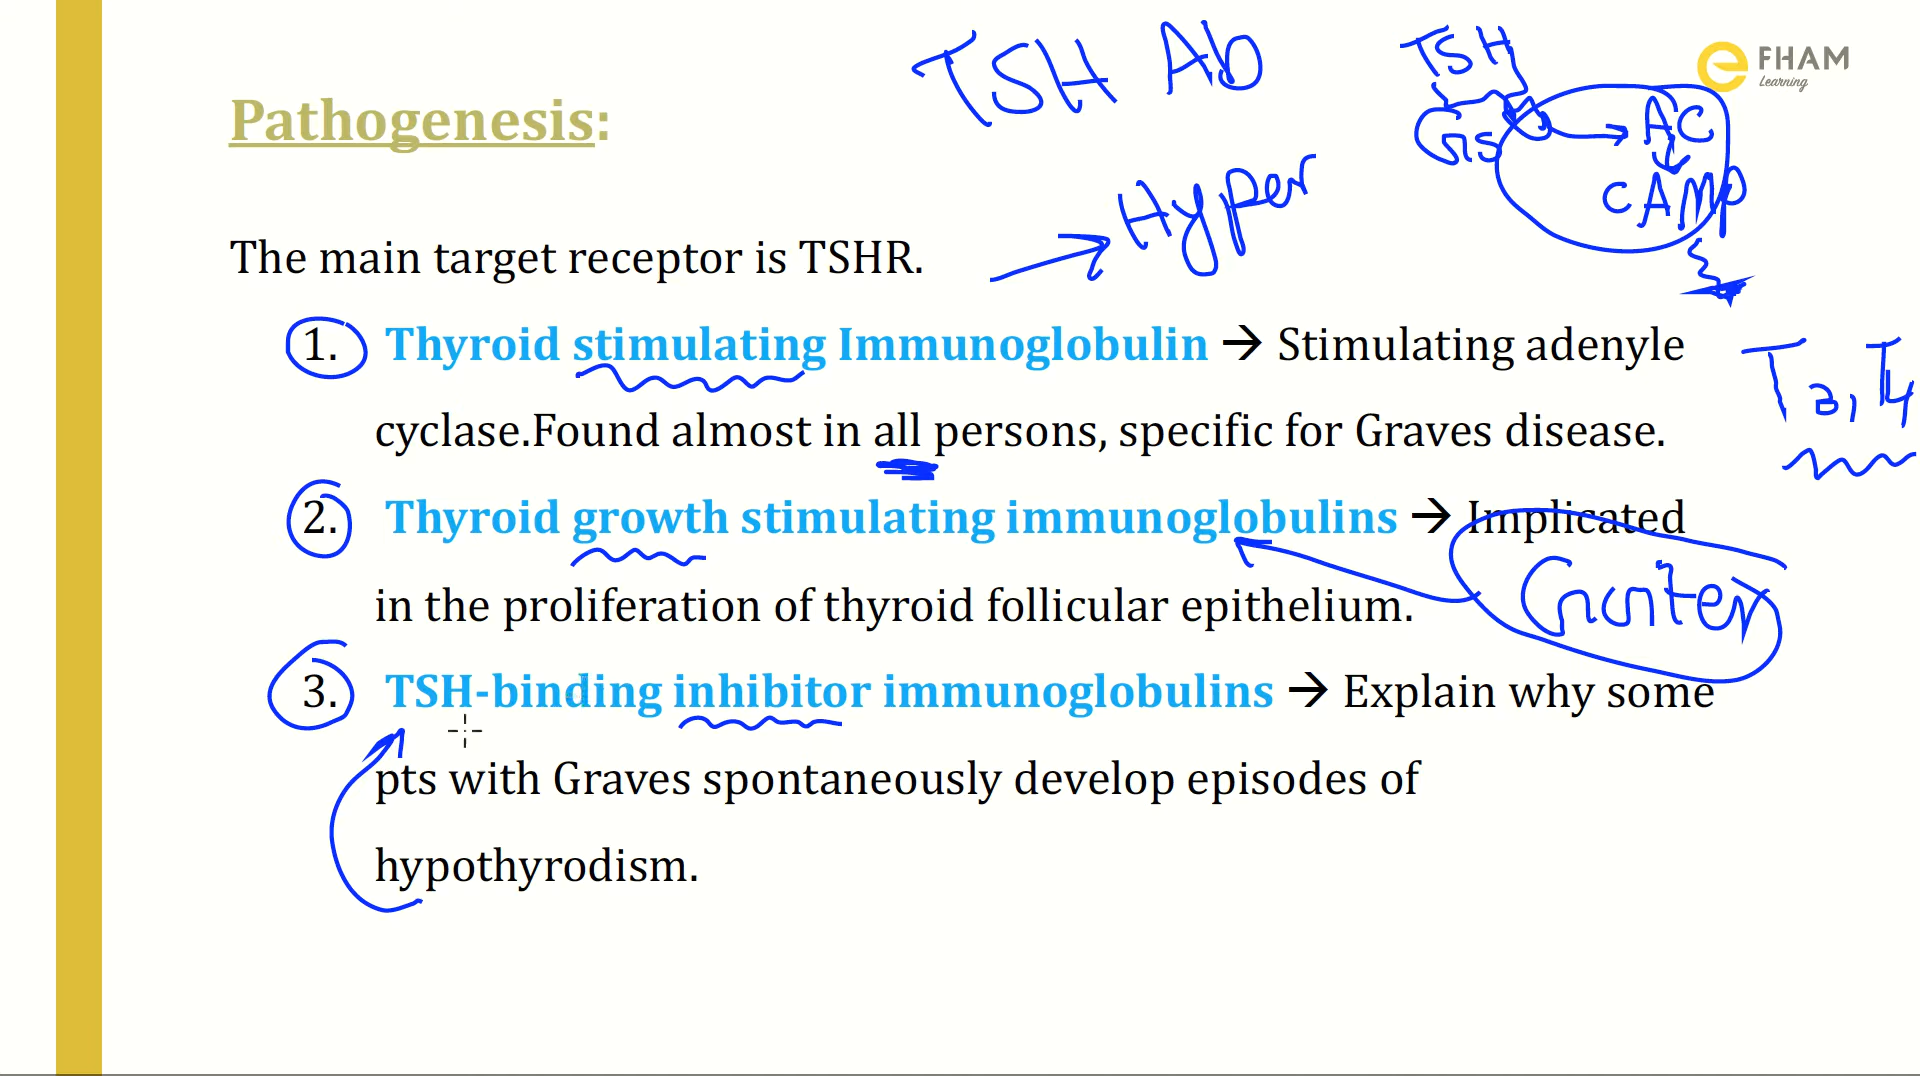 TSH Ab
TSH
Gs
AC
cAMP
FHAM
Learning
Pathogenesis:
Hyper
The main target receptor is TSHR.
1. Thyroid stimulating Immunoglobulin → Stimulating adenyle
T3, T4
cyclase.Found almost in all persons, specific for Graves disease.
2. Thyroid growth stimulating immunoglobulins → Implicated
Goiter
in the proliferation of thyroid follicular epithelium.
3. TSH-binding inhibitor immunoglobulins → Explain why some
pts with Graves spontaneously develop episodes of
hypothyrodism.